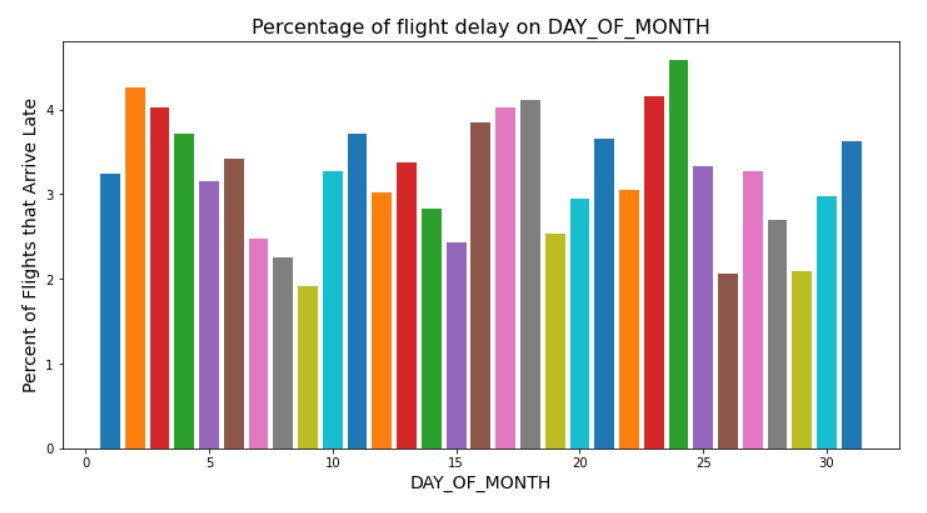 Percentage of flight delay on DAY_OF_MONTH
Percent of Flights that Arrive Late
4
3
2
1
0
0 5 10 15 20 25 30
DAY_OF_MONTH